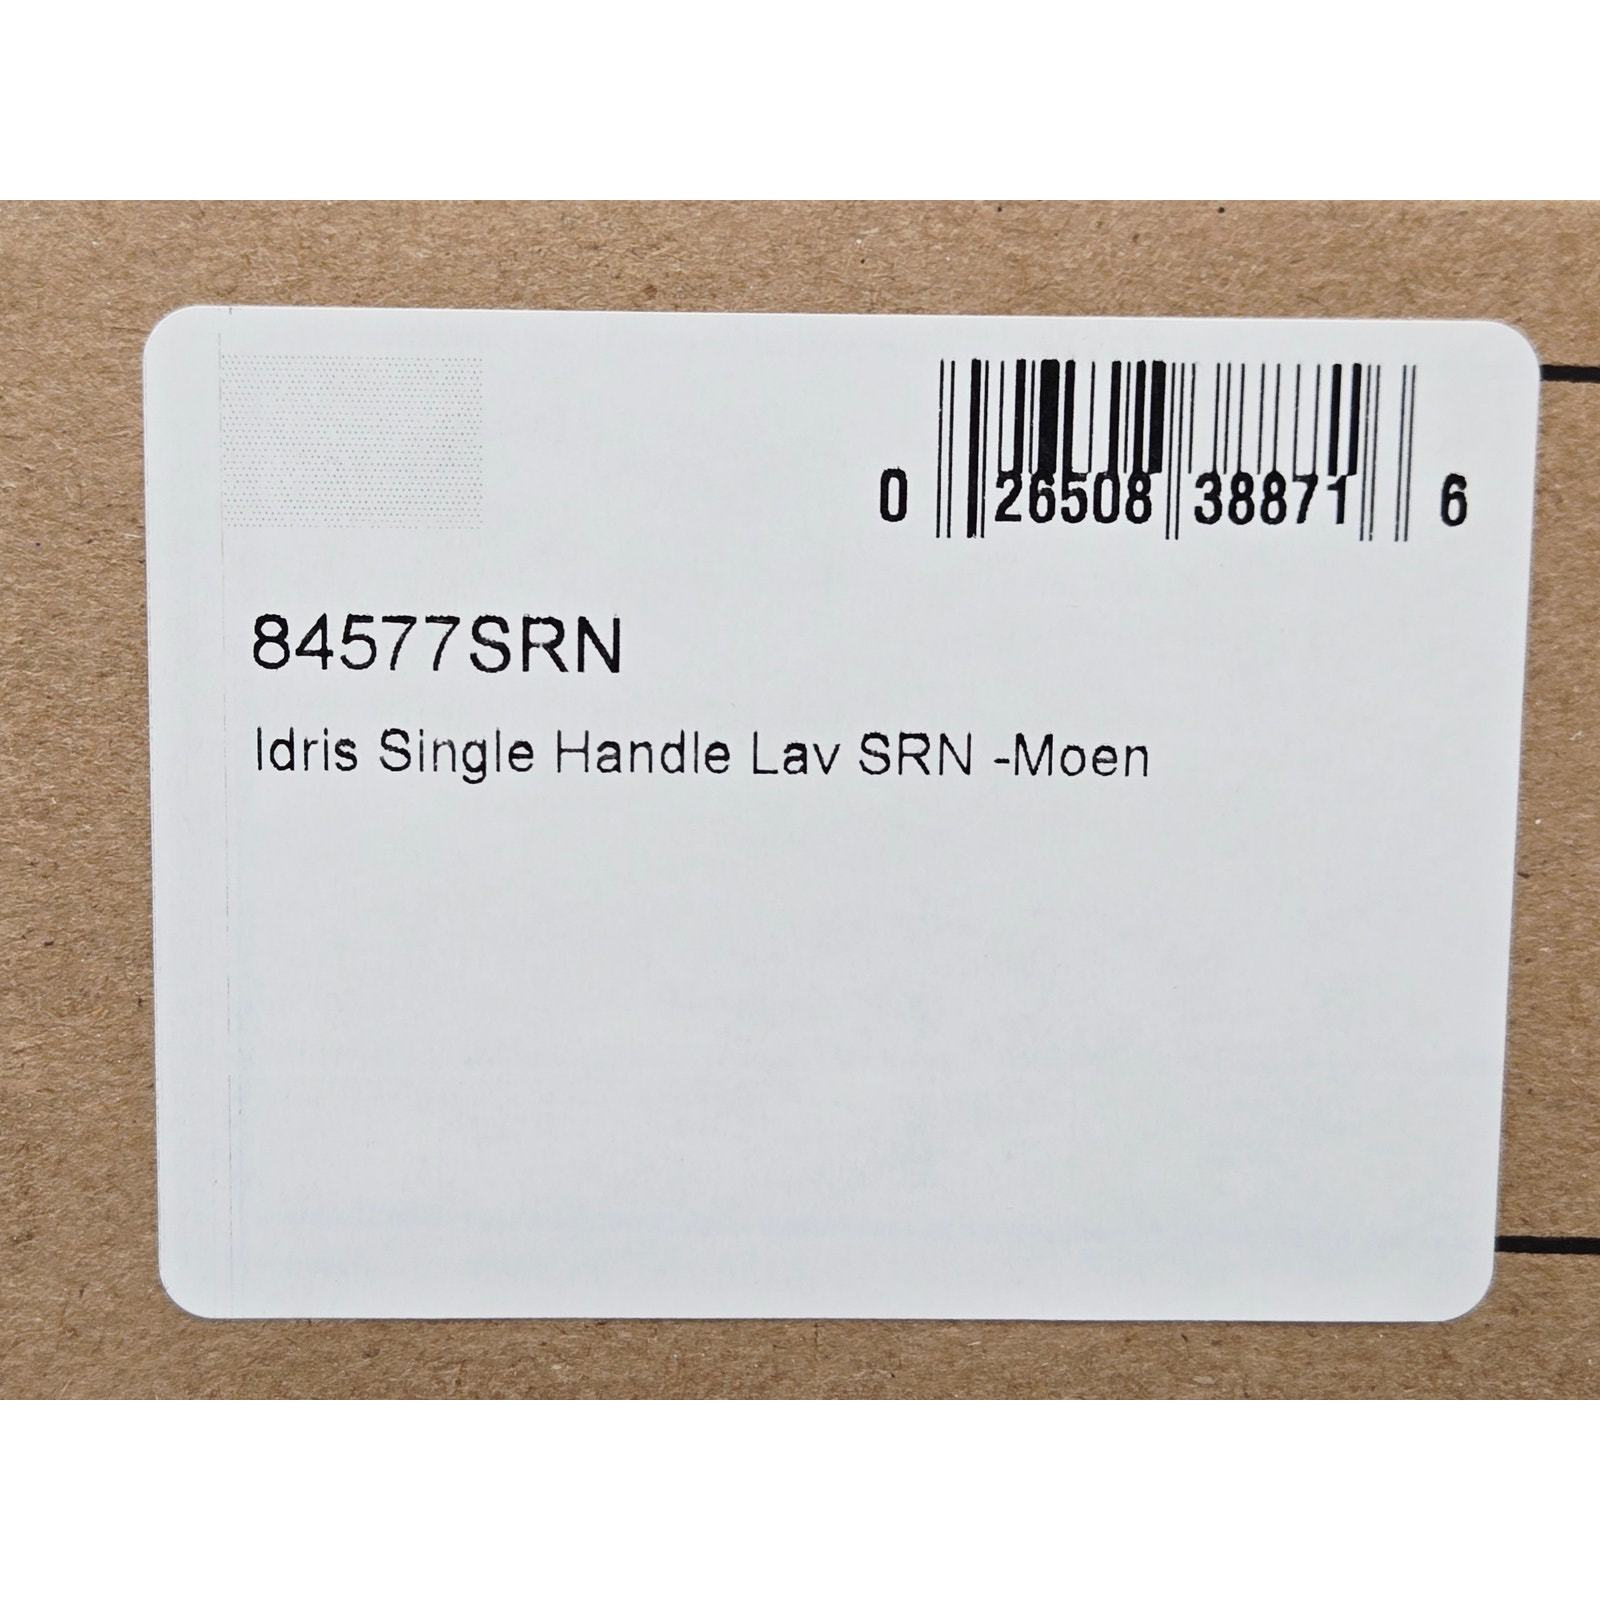 0 26508 38871 6
84577SRN
Idris Single Handle Lav SRN -Moen